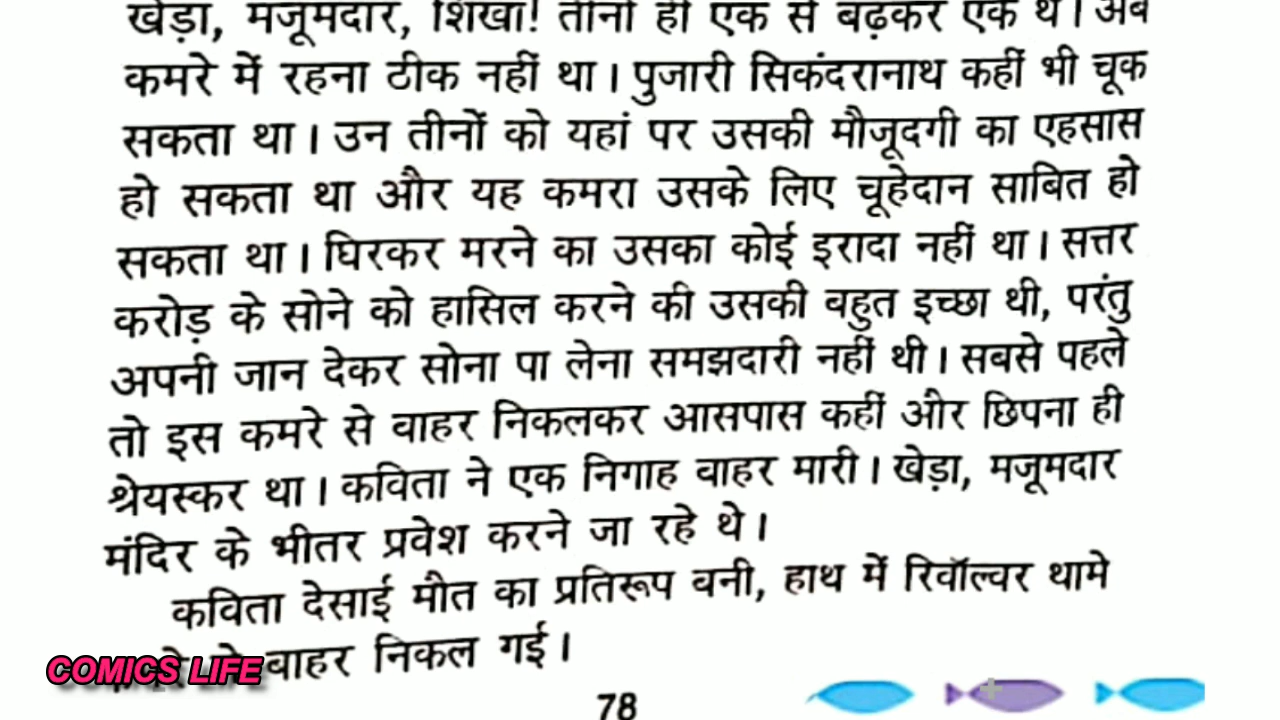 खेड़ा, मजूमदार, शिखा! तीनों ही एक से बढ़कर एक थे। अब
कमरे में रहना टीक नहीं था। पुजारी सिकंदरानाथ कहीं भी चूक
सकता था। उन तीनों को यहां पर उसकी मौजूदगी का एहसास
हो सकता था और यह कमरा उसके लिए चूहेदान साबित हो
सकता था। घिरकर मरने का उसका कोई इरादा नहीं था। सत्तर
करोड़ के सोने को हासिल करने की उसकी बहुत इच्छा थी, परंतु
अपनी जान देकर सोना पा लेना समझदारी नहीं थी। सबसे पहले
तो इस कमरे से वाहर निकलकर आसपास कहीं और छिपना ही
श्रेयस्कर था। कविता ने एक निगाह वाहर मारी। खेड़ा, मजूमदार
मंदिर के भीतर प्रवेश करने जा रहे थे।
कविता देसाई मौत का प्रतिरूप वनी, हाथ में रिवॉल्वर थामे
वाहर निकल गई।
COMICS LIFE
78